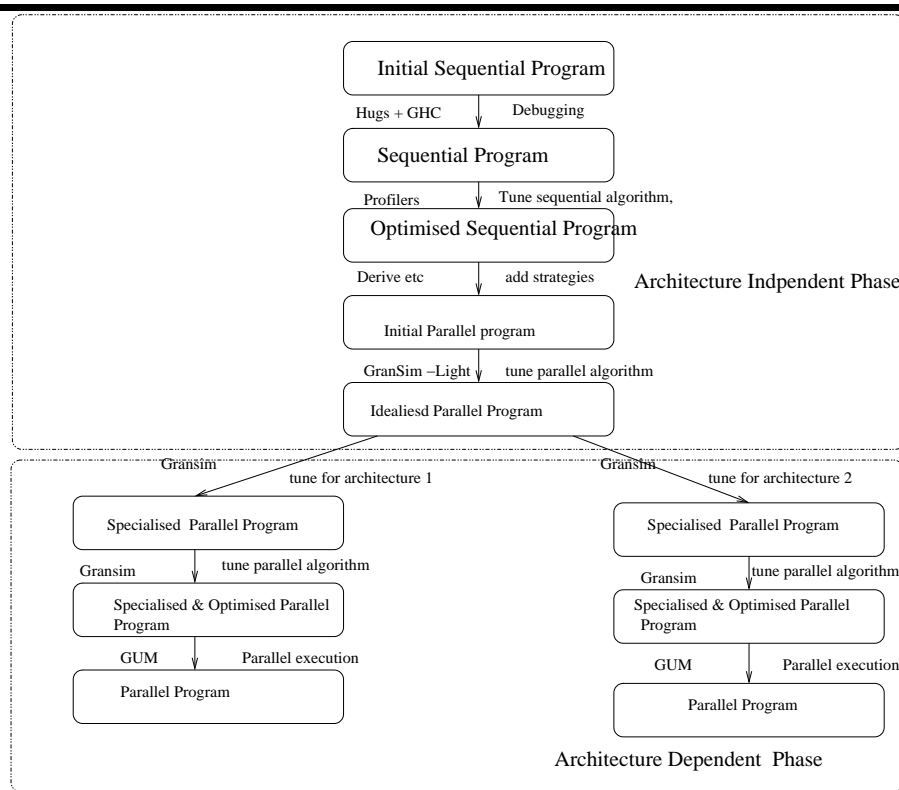 Initial Sequential Program
Hugs + GHC
Debugging
Sequential Program
Profilers
Tune sequential algorithm,
Optimised Sequential Program
Derive etc
add strategies
Architecture Indpendent Phase
Initial Parallel program
GranSim –Light
tune parallel algorithm
Idealiesd Parallel Program
Gransim
tune for architecture 1
Gransim
tune for architecture 2
Specialised Parallel Program
Specialised Parallel Program
Gransim
tune parallel algorithm
Gransim
tune parallel algorithm
Specialised & Optimised Parallel
Program
Specialised & Optimised Parallel
Program
GUM
Parallel execution
GUM
Parallel execution
Parallel Program
Parallel Program
Architecture Dependent Phase